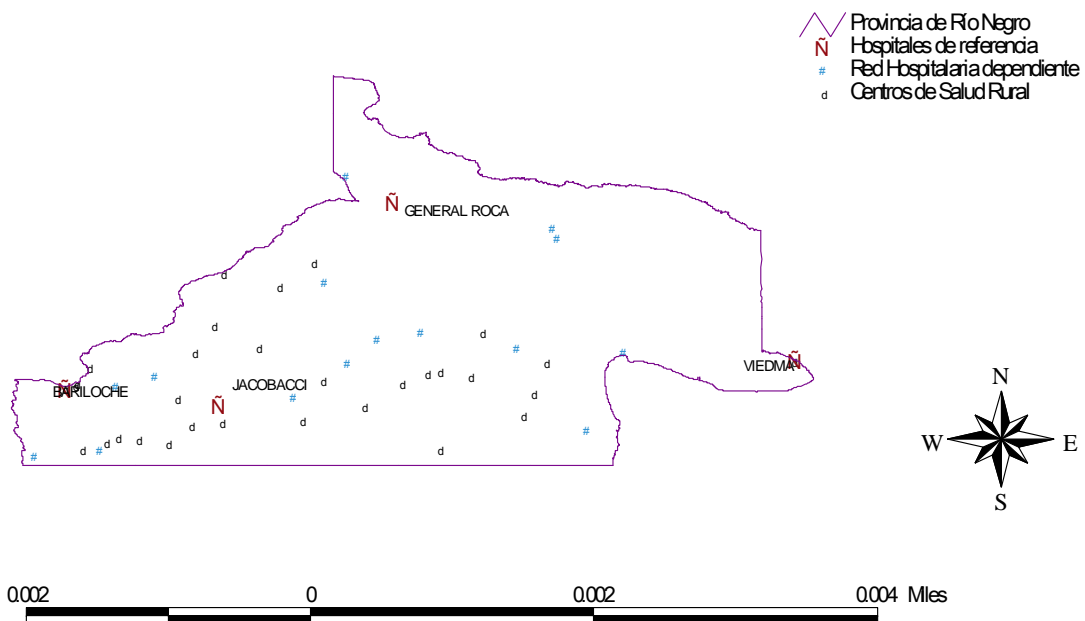 Provincia de Río Negro
Ñ Hospitales de referencia
# Red Hospitalaria dependiente
d Centros de Salud Rural
#
Ñ
GENERAL ROCA
#
#
d
d
#
d
d
#
d
#
d
#
d
#
Ñ
VIEDMA
d
#
d
d
#
d
d
d
#
d
JACOBACCI
d
d
Ñ
BARILOCHE
d
#
d
Ñ
d
d
d
d
d
#
d
d
d
d
d
d
#
d
d
#
N
W
E
S
0.002 0 0.002 0.004 Miles